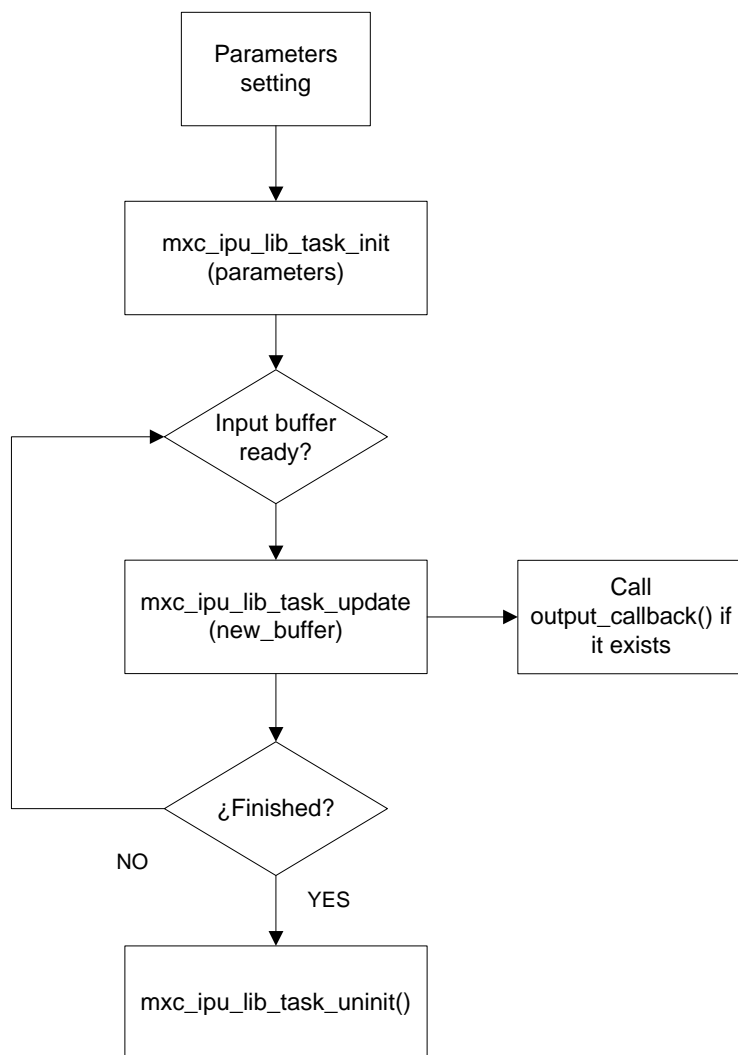 Parameters
setting
mxc_ipu_lib_task_init
(parameters)
Input buffer
ready?
mxc_ipu_lib_task_update
(new_buffer)
Call
output_callback() if
it exists
¿Finished?
NO
YES
mxc_ipu_lib_task_uninit()